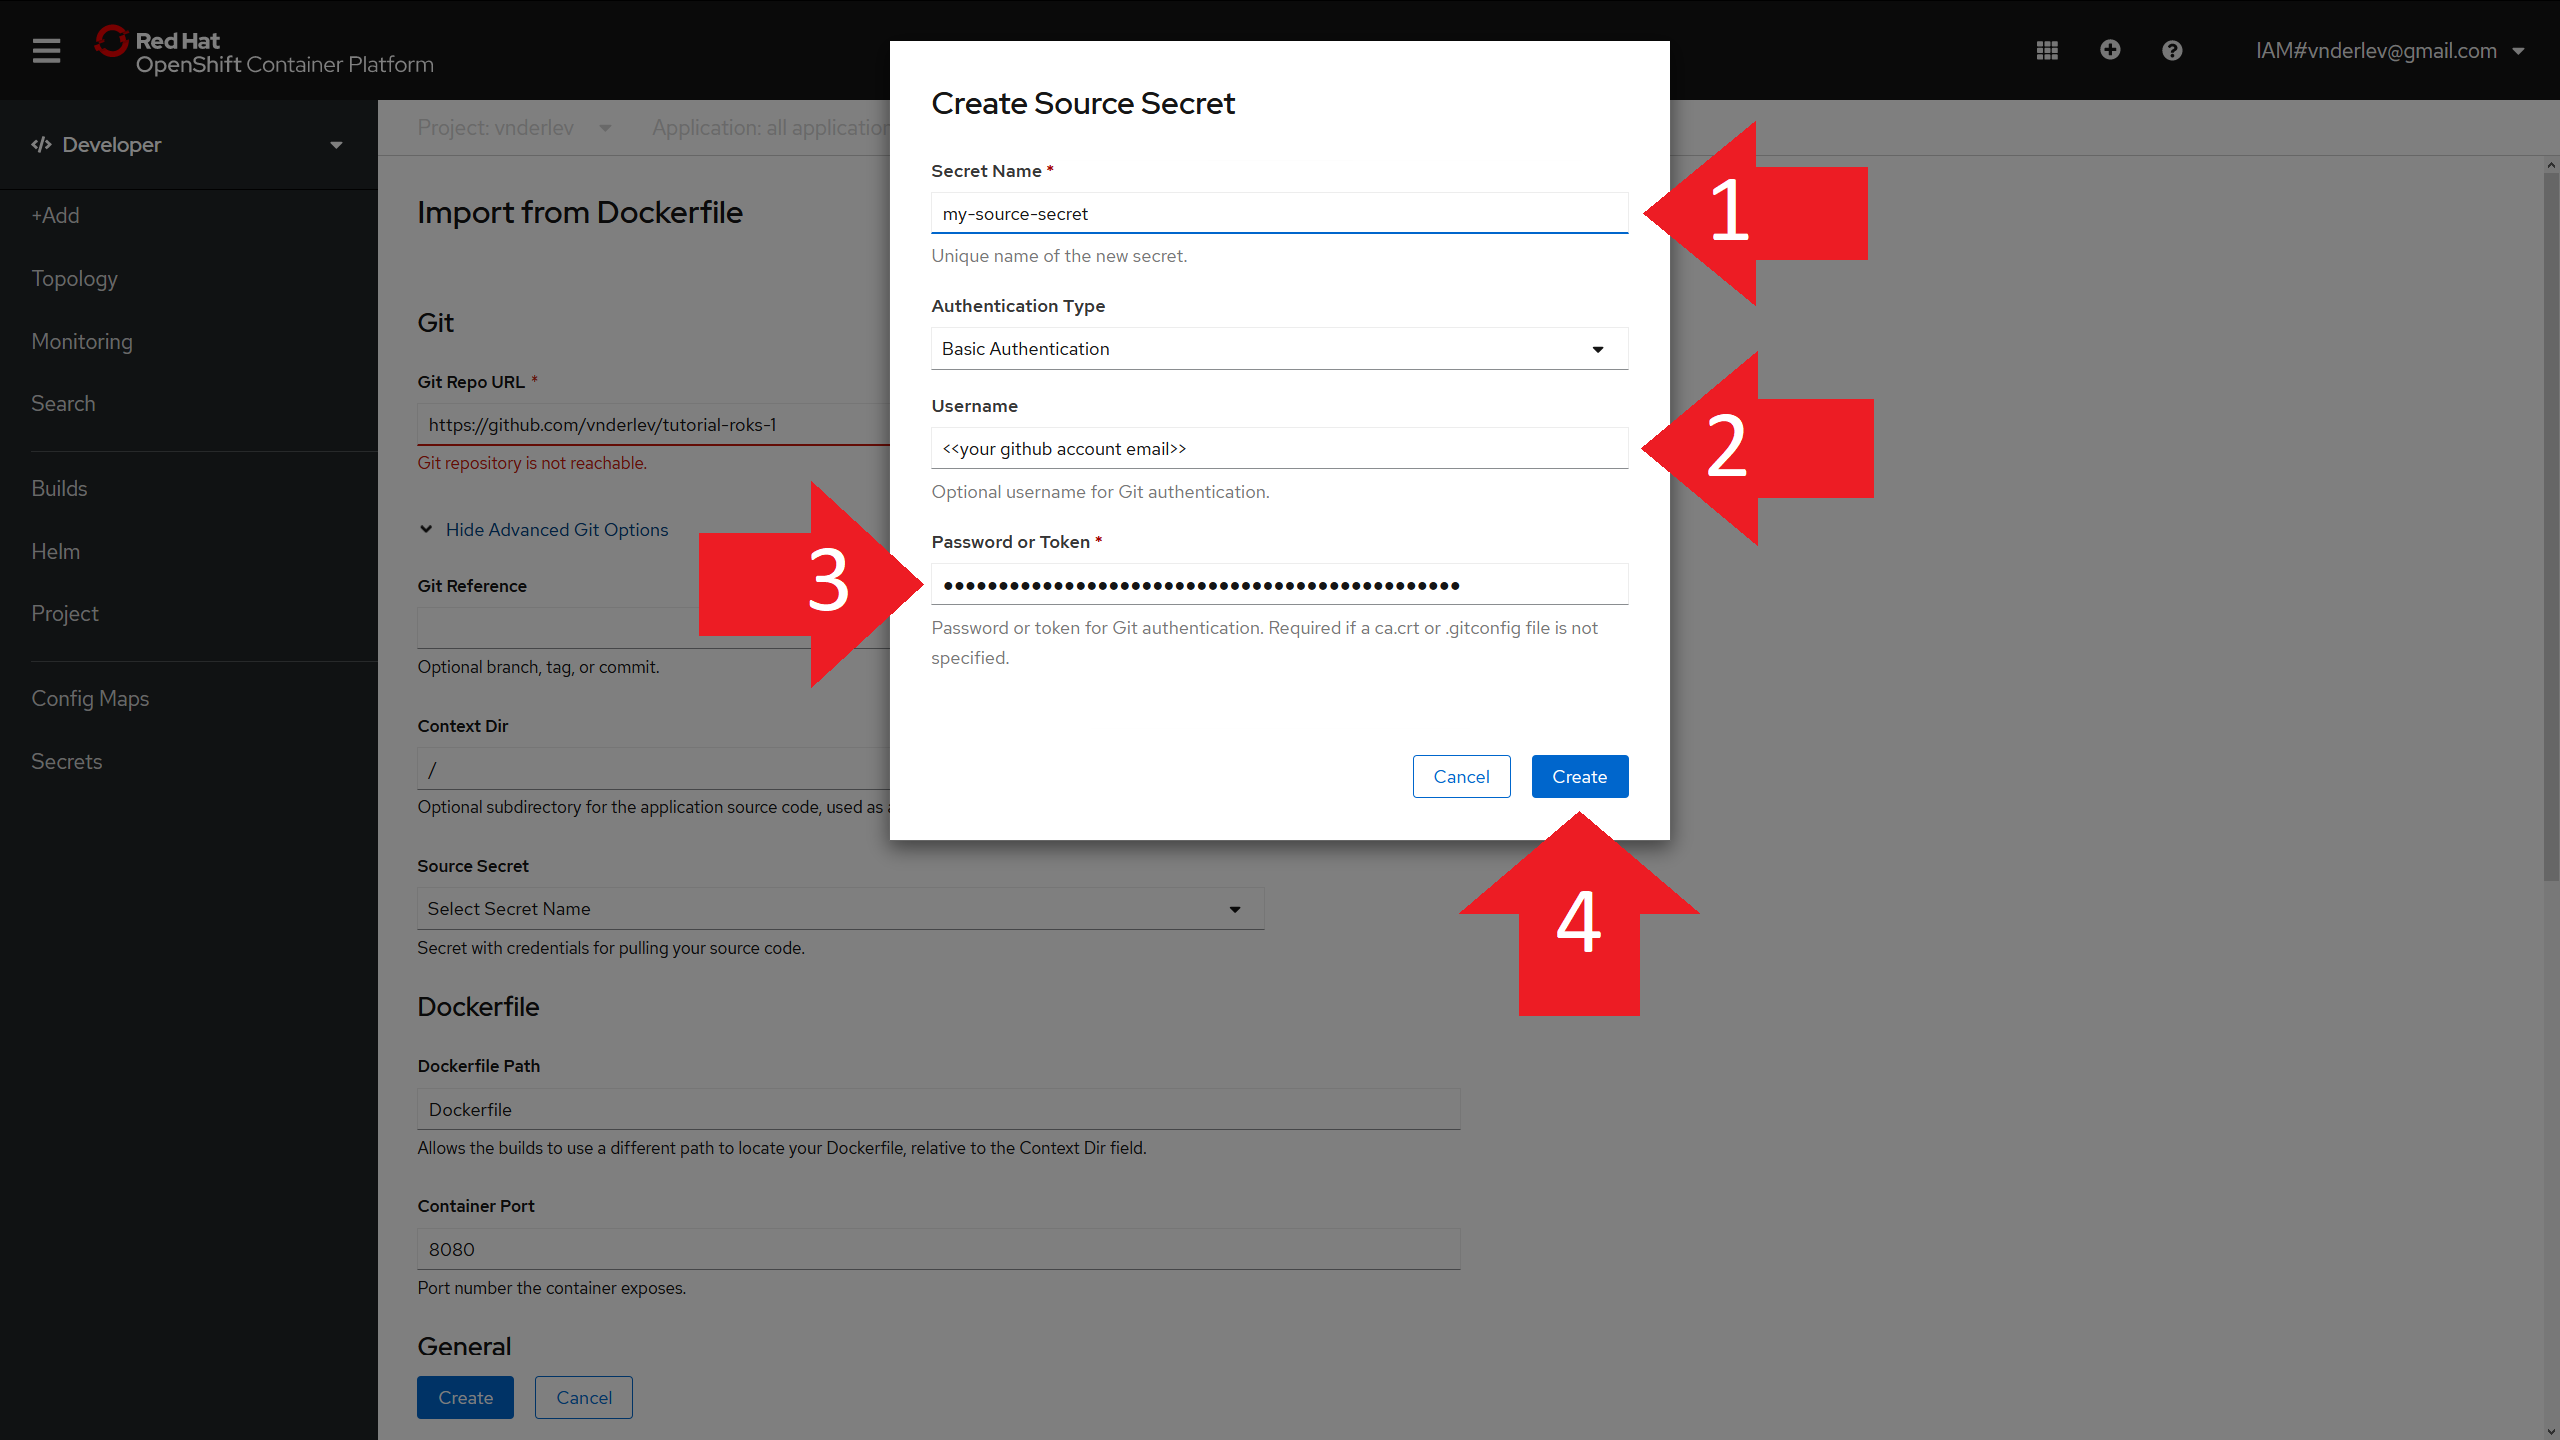 Red Hat
OpenShift Container Platform
IAM#vnderlev@gmail.com
Developer
+Add
Topology
Monitoring
Search
Builds
Helm
Project
Config Maps
Secrets
Project: vnderlev
Application: all application
Import from Dockerfile
Git
Git Repo URL *
https://github.com/vnderlev/tutorial-roks-1
Git repository is not reachable.
Hide Advanced Git Options
Git Reference
Optional branch, tag, or commit.
Context Dir
/
Optional subdirectory for the application source code, used as a
Source Secret
Select Secret Name
Secret with credentials for pulling your source code.
Dockerfile
Dockerfile Path
Dockerfile
Allows the builds to use a different path to locate your Dockerfile, relative to the Context Dir field.
Container Port
8080
Port number the container exposes.
General
Create
Cancel
Create Source Secret
Secret Name *
my-source-secret
1
Unique name of the new secret.
Authentication Type
Basic Authentication
Username
<<your github account email>>
2
Optional username for Git authentication.
Password or Token *
3
•••••••••••••••••••••••••••••••••••••••••••••••
Password or token for Git authentication. Required if a ca.crt or .gitconfig file is not
specified.
Cancel
Create
4